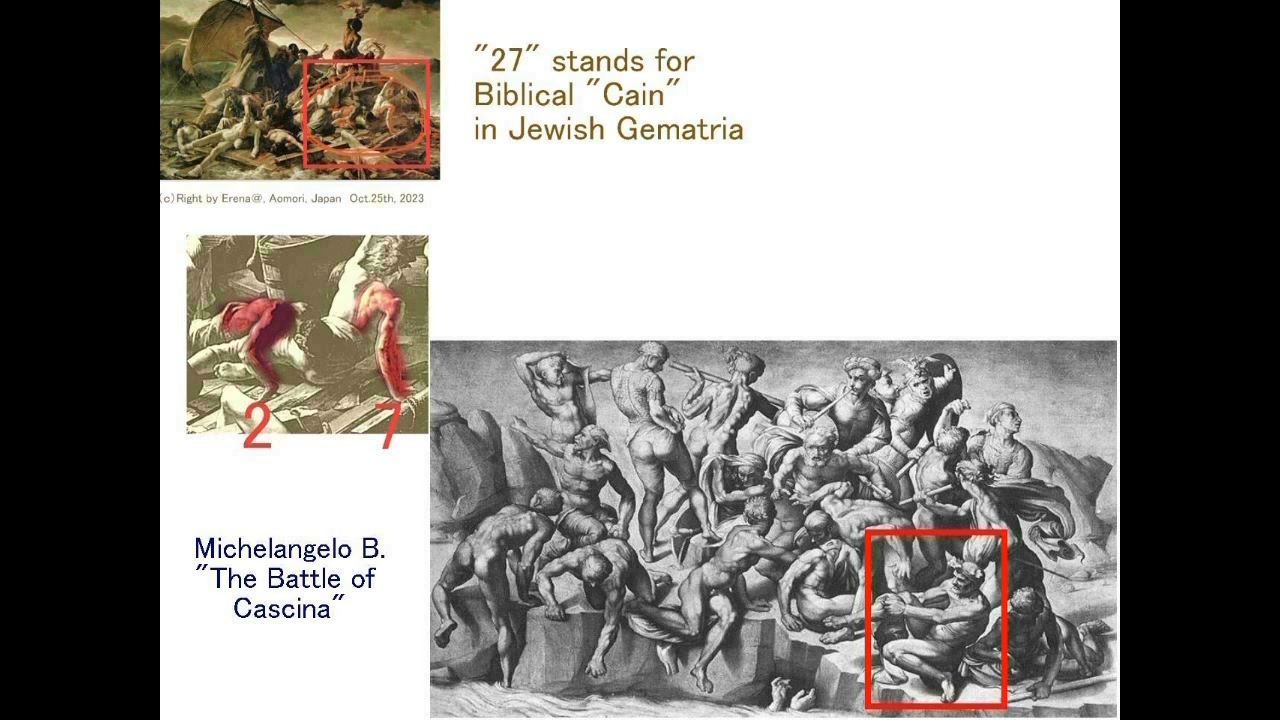 "27" stands for
Biblical "Cain"
in Jewish Gematria
(c)Right by Erena@, Aomori, Japan Oct.25th, 2023
2 7
Michelangelo B.
"The Battle of
Cascina"